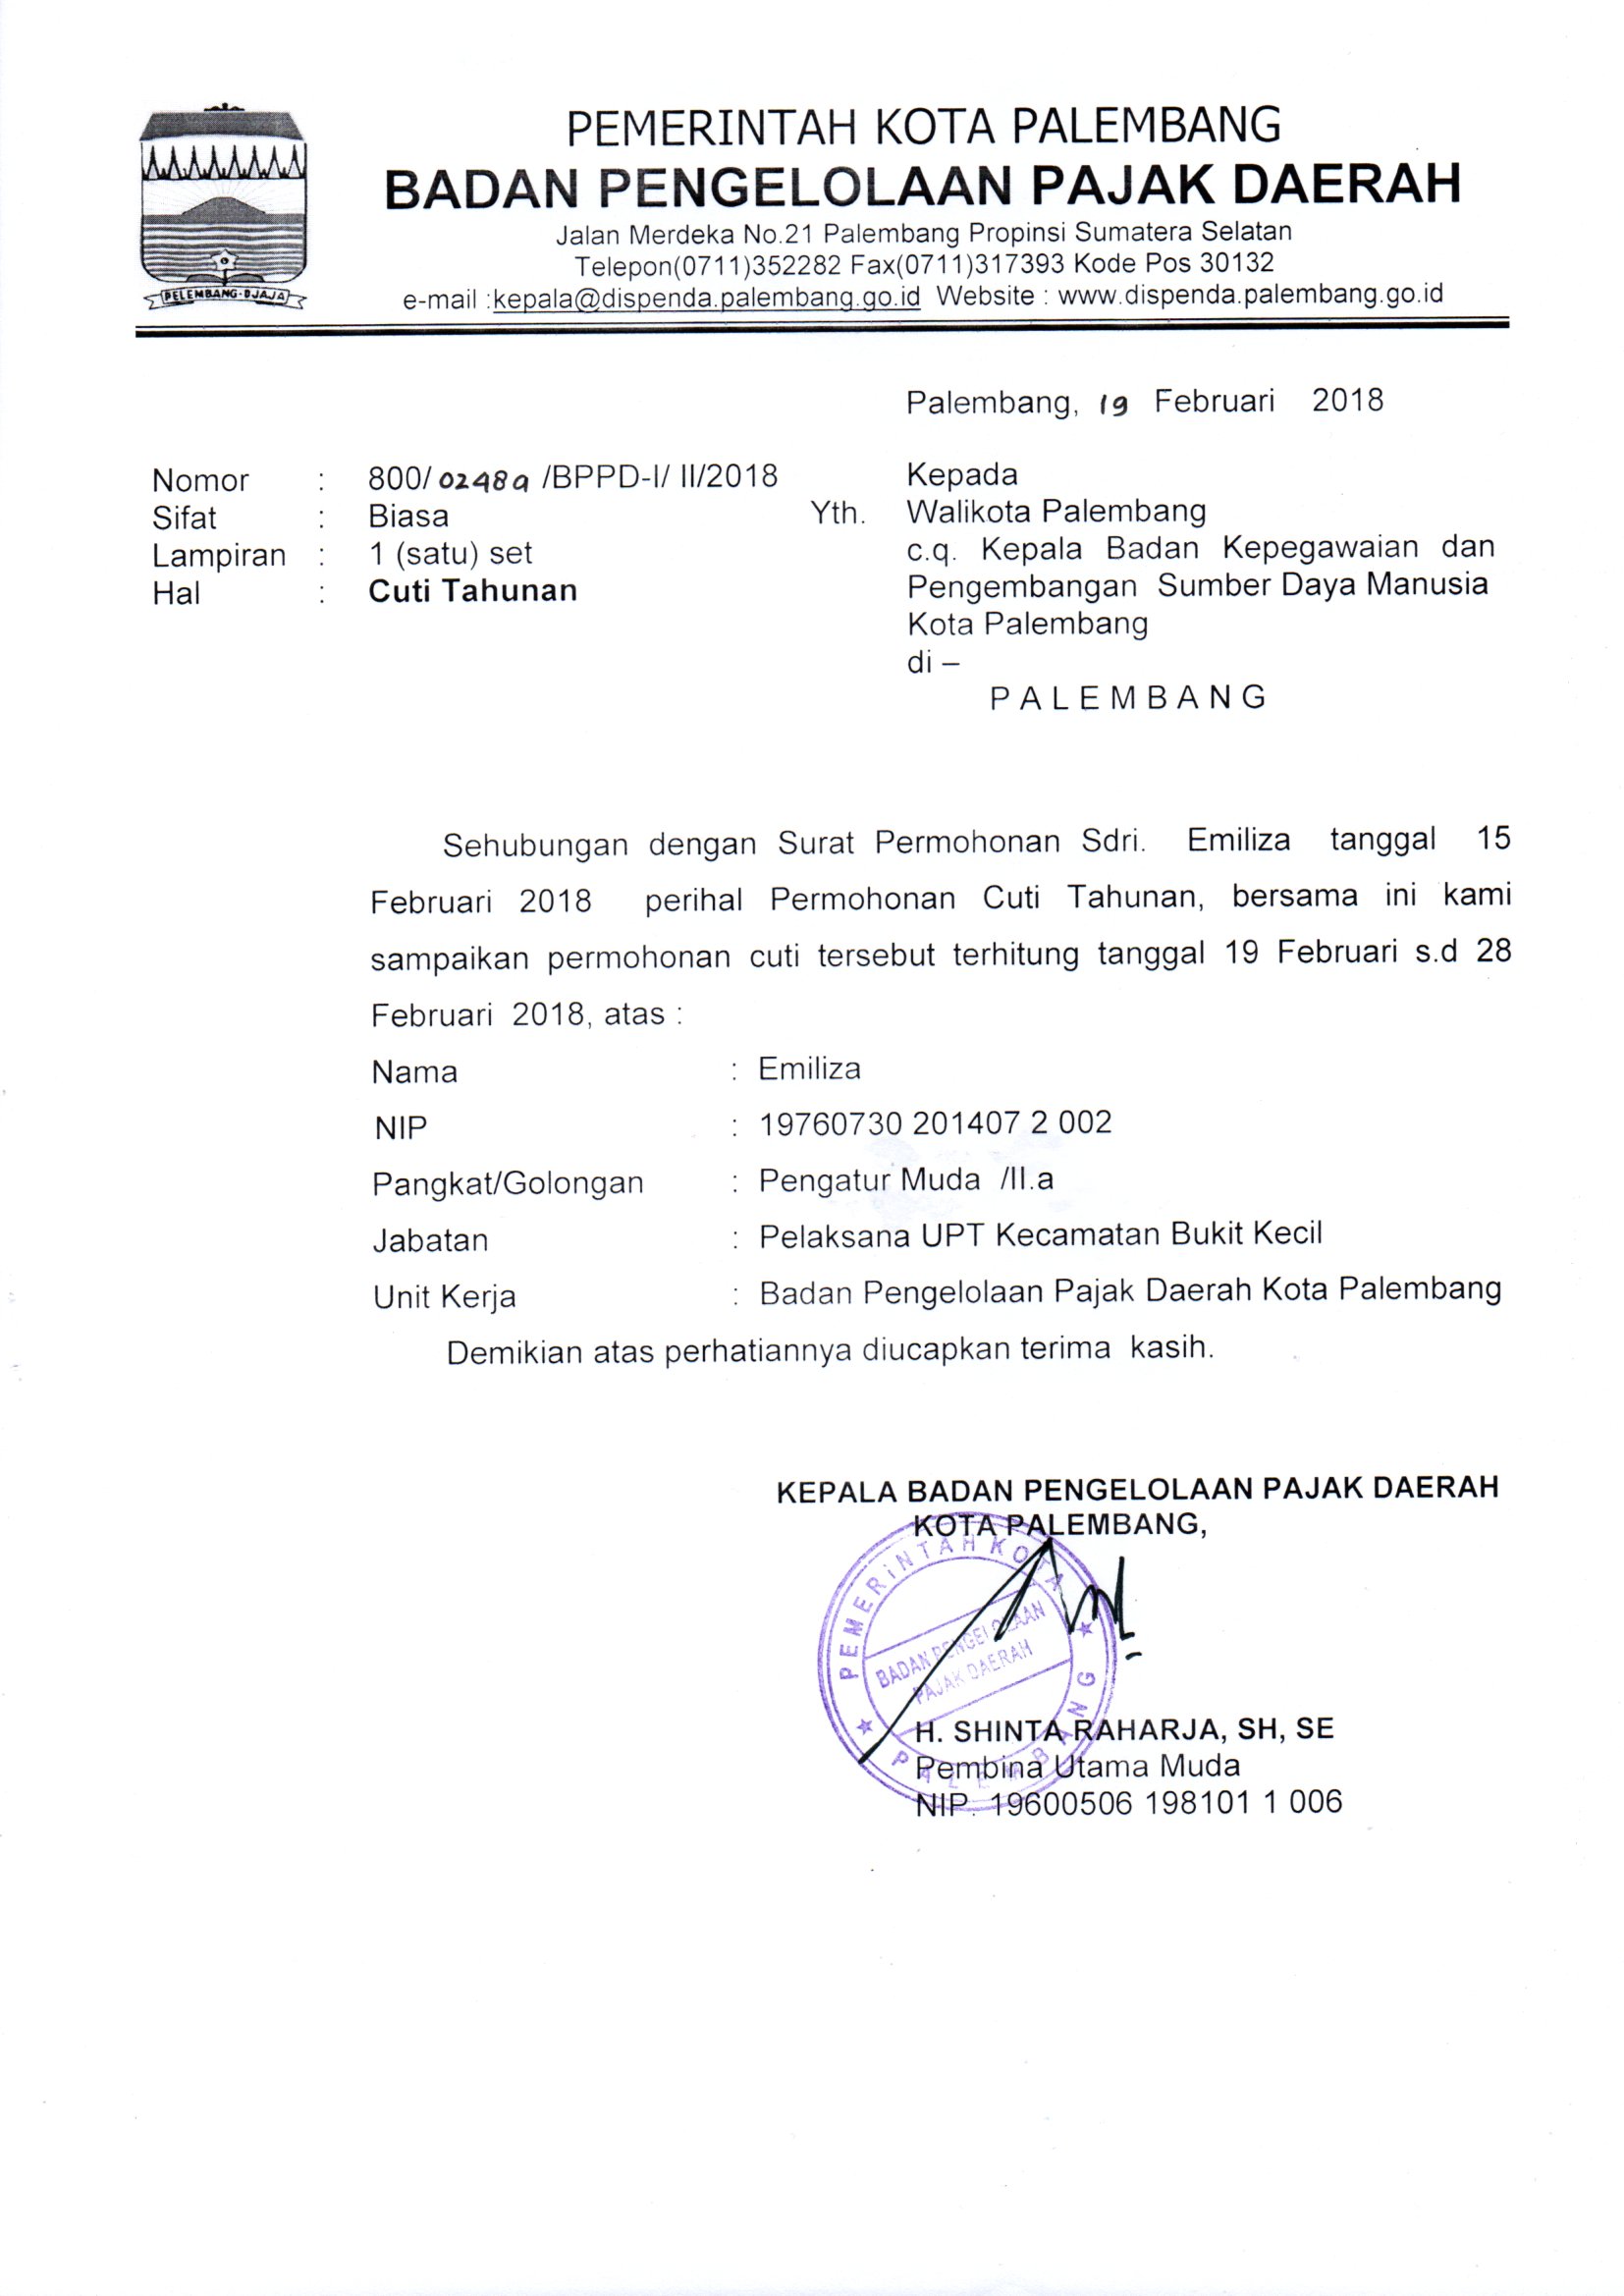 PEMERINTAH KOTA PALEMBANG
BADAN PENGELOLAAN PAJAK DAERAH
Jalan Merdeka No.21 Palembang Propinsi Sumatera Selatan
Telepon(0711)352282 Fax(0711)317393 Kode Pos 30132
e-mail :kepala@dispenda.palembang.go.id Website : www.dispenda.palembang.go.id
PELEMBANG-DJAJA
Palembang, 19 Februari 2018
Nomor : 800/ 02489 /BPPD-I/ II/2018
Sifat : Biasa
Lampiran : 1 (satu) set
Hal : Cuti Tahunan
Kepada
Yth. Walikota Palembang
c.q. Kepala Badan Kepegawaian dan
Pengembangan Sumber Daya Manusia
Kota Palembang
di –
P A L E M B A N G
Sehubungan dengan Surat Permohonan Sdri. Emiliza tanggal 15
Februari 2018 perihal Permohonan Cuti Tahunan, bersama ini kami
sampaikan permohonan cuti tersebut terhitung tanggal 19 Februari s.d 28
Februari 2018, atas :
Nama : Emiliza
NIP : 19760730 201407 2 002
Pangkat/Golongan : Pengatur Muda /II.a
Jabatan : Pelaksana UPT Kecamatan Bukit Kecil
Unit Kerja : Badan Pengelolaan Pajak Daerah Kota Palembang
Demikian atas perhatiannya diucapkan terima kasih.
KEPALA BADAN PENGELOLAAN PAJAK DAERAH
KOTA PALEMBANG,
PEMERINTAH KOTA
BADAN PENGELOLAAN
PAJAK DAERAH
PALEMBANG
H. SHINTA RAHARJA, SH, SE
Pembina Utama Muda
NIP. 19600506 198101 1 006